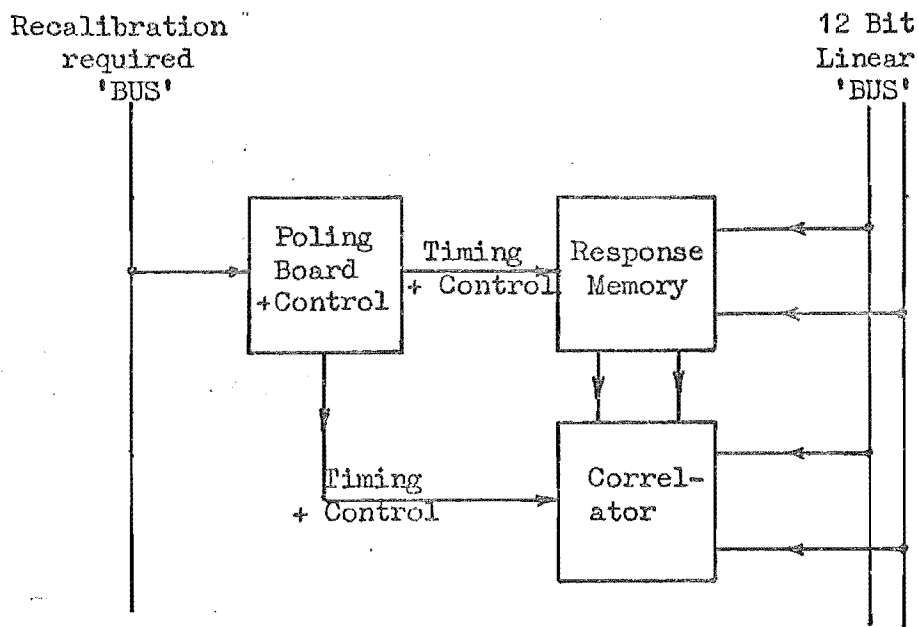 Recalibration
required
'BUS'
12 Bit
Linear
'BUS'
Poling
Board
+Control
Timing
+ Control
Response
Memory
Timing
+ Control
Correl-
ator